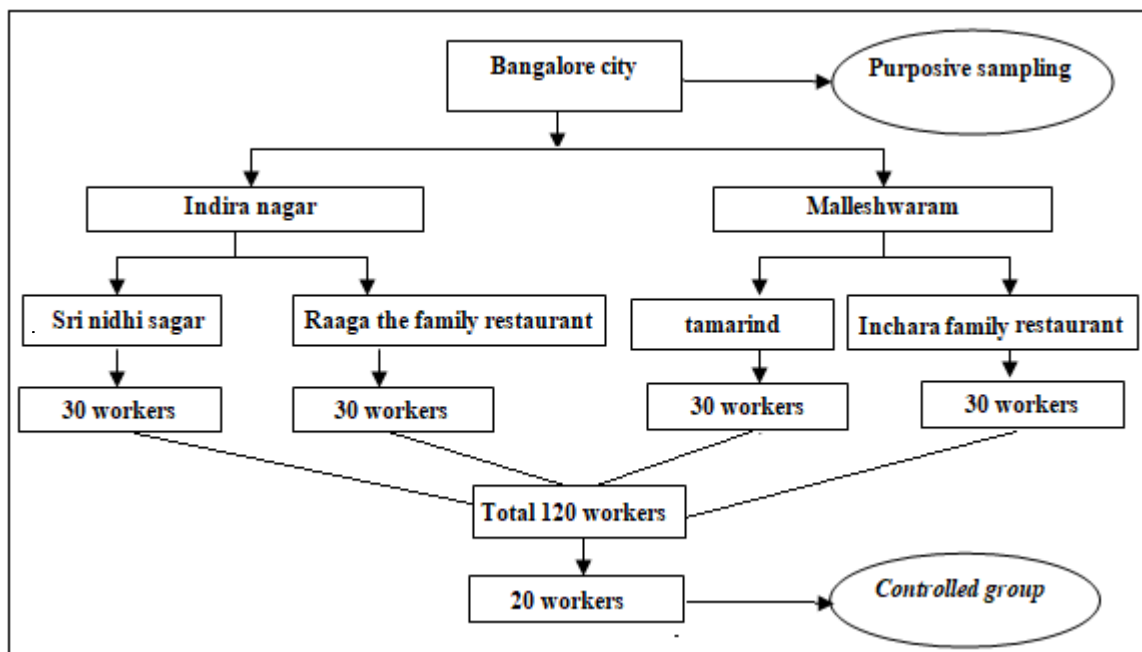 Bangalore city
Purposive sampling
Indira nagar
Malleshwaram
Sri nidhi sagar
Raaga the family restaurant
tamarind
Inchara family restaurant
30 workers
30 workers
30 workers
30 workers
Total 120 workers
20 workers
Controlled group